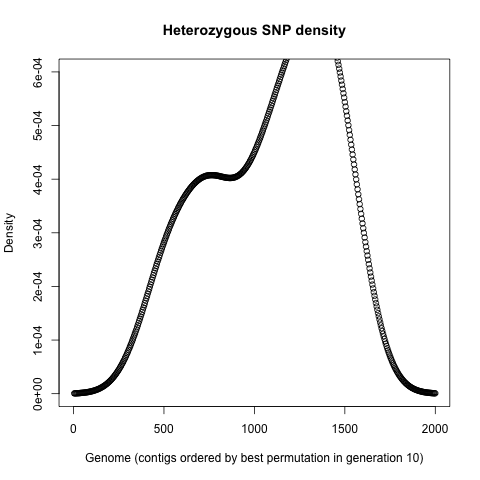 Heterozygous SNP density
6e-04
5e-04
4e-04
3e-04
2e-04
1e-04
0e+00
Density
0 500 1000 1500 2000
Genome (contigs ordered by best permutation in generation 10)